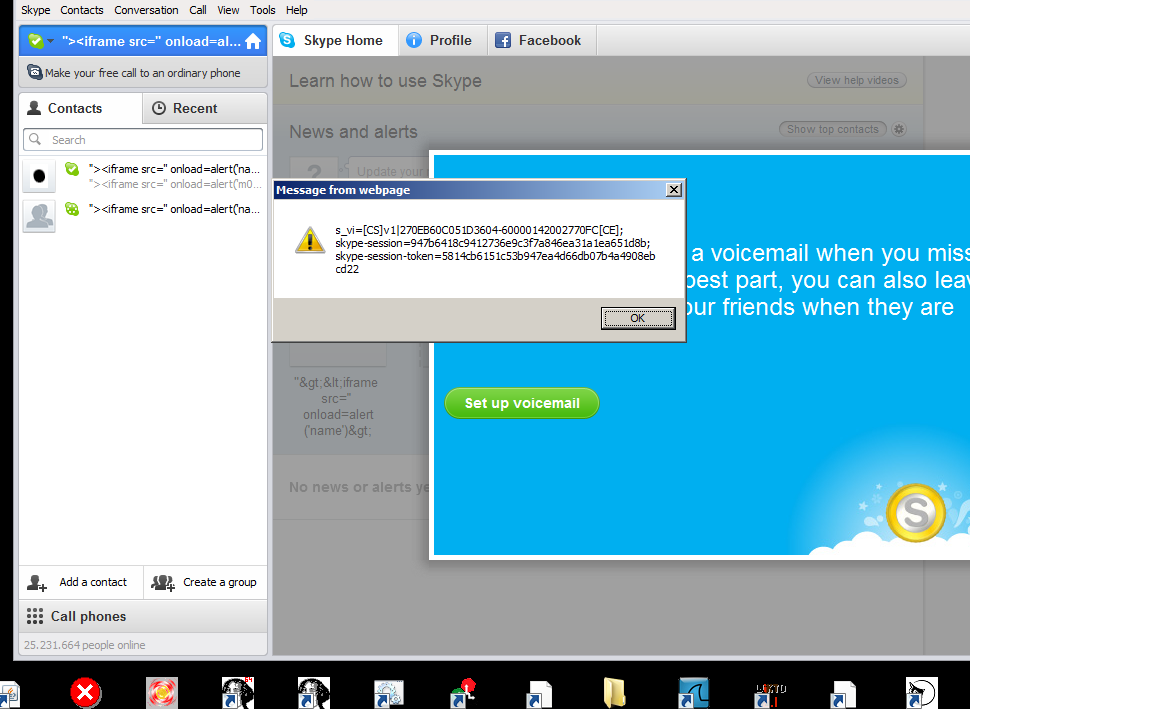 Skype Contacts Conversation Call View Tools Help
"><iframe src='' onload=al...
Skype Home Profile Facebook
Make your free call to an ordinary phone
Contacts Recent
Search
"><iframe src='' onload=alert('na...
"><iframe src='' onload=alert('m0...
"><iframe src='' onload=alert('na...
Add a contact Create a group
Call phones
25.231.664 people online
Learn how to use Skype
View help videos
News and alerts
Show top contacts
?
Update your
Message from webpage
s_vi=[CS]v1|270EB60C051D3604-60000142002770FC[CE];
skype-session=947b6418c9412736e9c3f7a846ea31a1ea651d8b;
skype-session-token=5814cb6151c53b947ea4d66db07b4a4908eb
cd22
OK
a voicemail when you miss
best part, you can also leav
our friends when they are
Set up voicemail
"&gt;&lt;iframe
src=''
onload=alert
('name')&gt;
No news or alerts ye
S